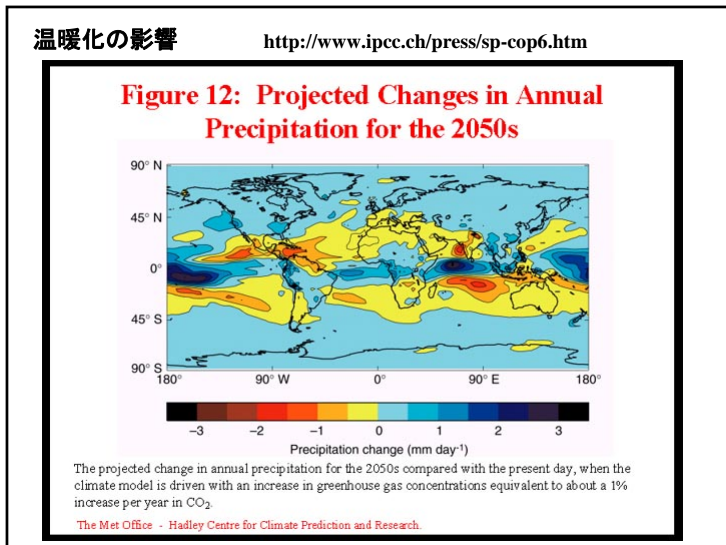 温暖化の影響 http://www.ipcc.ch/press/sp-cop6.htm
Figure 12: Projected Changes in Annual
Precipitation for the 2050s
90° N
45° N
0°
45° S
90° S
180° 90° W 0° 90° E 180°
−3 −2 −1 0 1 2 3
Precipitation change (mm day-1)
The projected change in annual precipitation for the 2050s compared with the present day, when the
climate model is driven with an increase in greenhouse gas concentrations equivalent to about a 1%
increase per year in CO2.
The Met Office - Hadley Centre for Climate Prediction and Research.